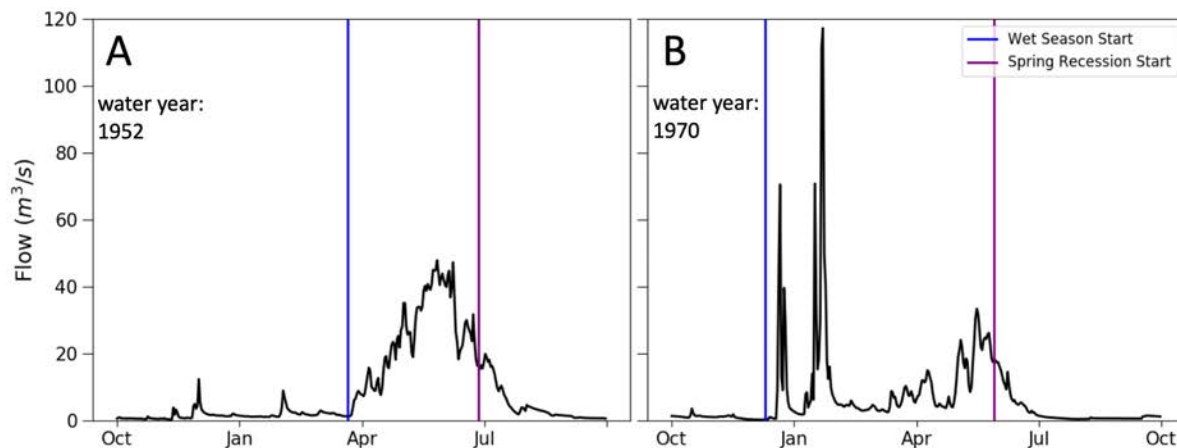 120
100
80
60
40
20
0
Flow (m³/s)
A
water year:
1952
Oct
Jan
Apr
Jul
B
water year:
1970
Wet Season Start
Spring Recession Start
Oct
Jan
Apr
Jul
Oct